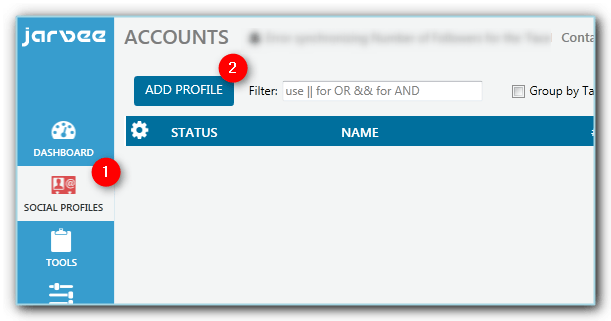 jarvee
ACCOUNTS
Conta
2
ADD PROFILE
Filter:
use || for OR && for AND
Group by Ta
STATUS
NAME
DASHBOARD
1
SOCIAL PROFILES
TOOLS